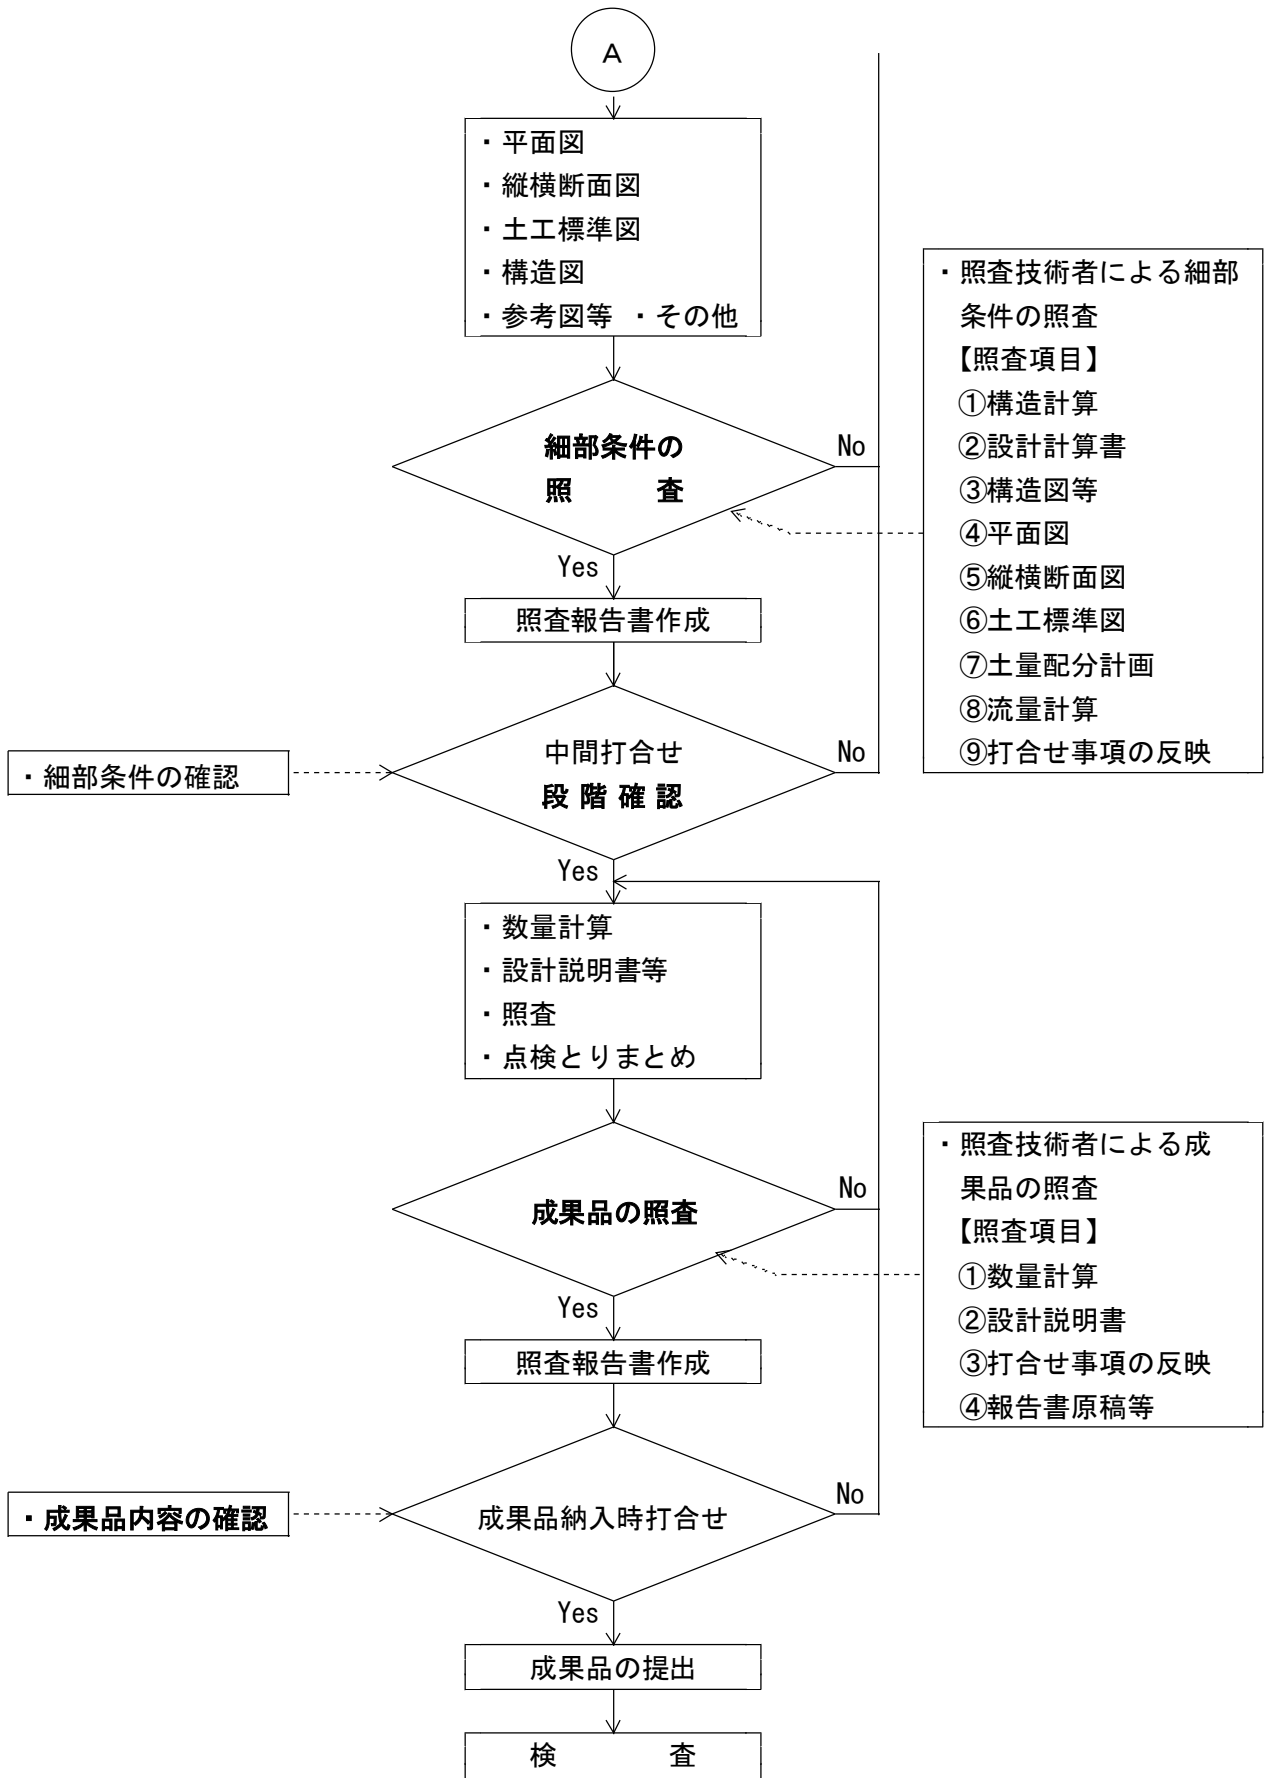 A
・平面図
・縦横断面図
・土工標準図
・構造図
・参考図等 ・その他
・照査技術者による細部
条件の照査
【照査項目】
①構造計算
②設計計算書
③構造図等
④平面図
⑤縦横断面図
⑥土工標準図
⑦土量配分計画
⑧流量計算
⑨打合せ事項の反映
細部条件の
照 査
No
Yes
照査報告書作成
・細部条件の確認
中間打合せ
段 階 確 認
No
Yes
・数量計算
・設計説明書等
・照査
・点検とりまとめ
・照査技術者による成
果品の照査
【照査項目】
①数量計算
②設計説明書
③打合せ事項の反映
④報告書原稿等
成果品の照査
No
Yes
照査報告書作成
・成果品内容の確認
成果品納入時打合せ
No
Yes
成果品の提出
検 査